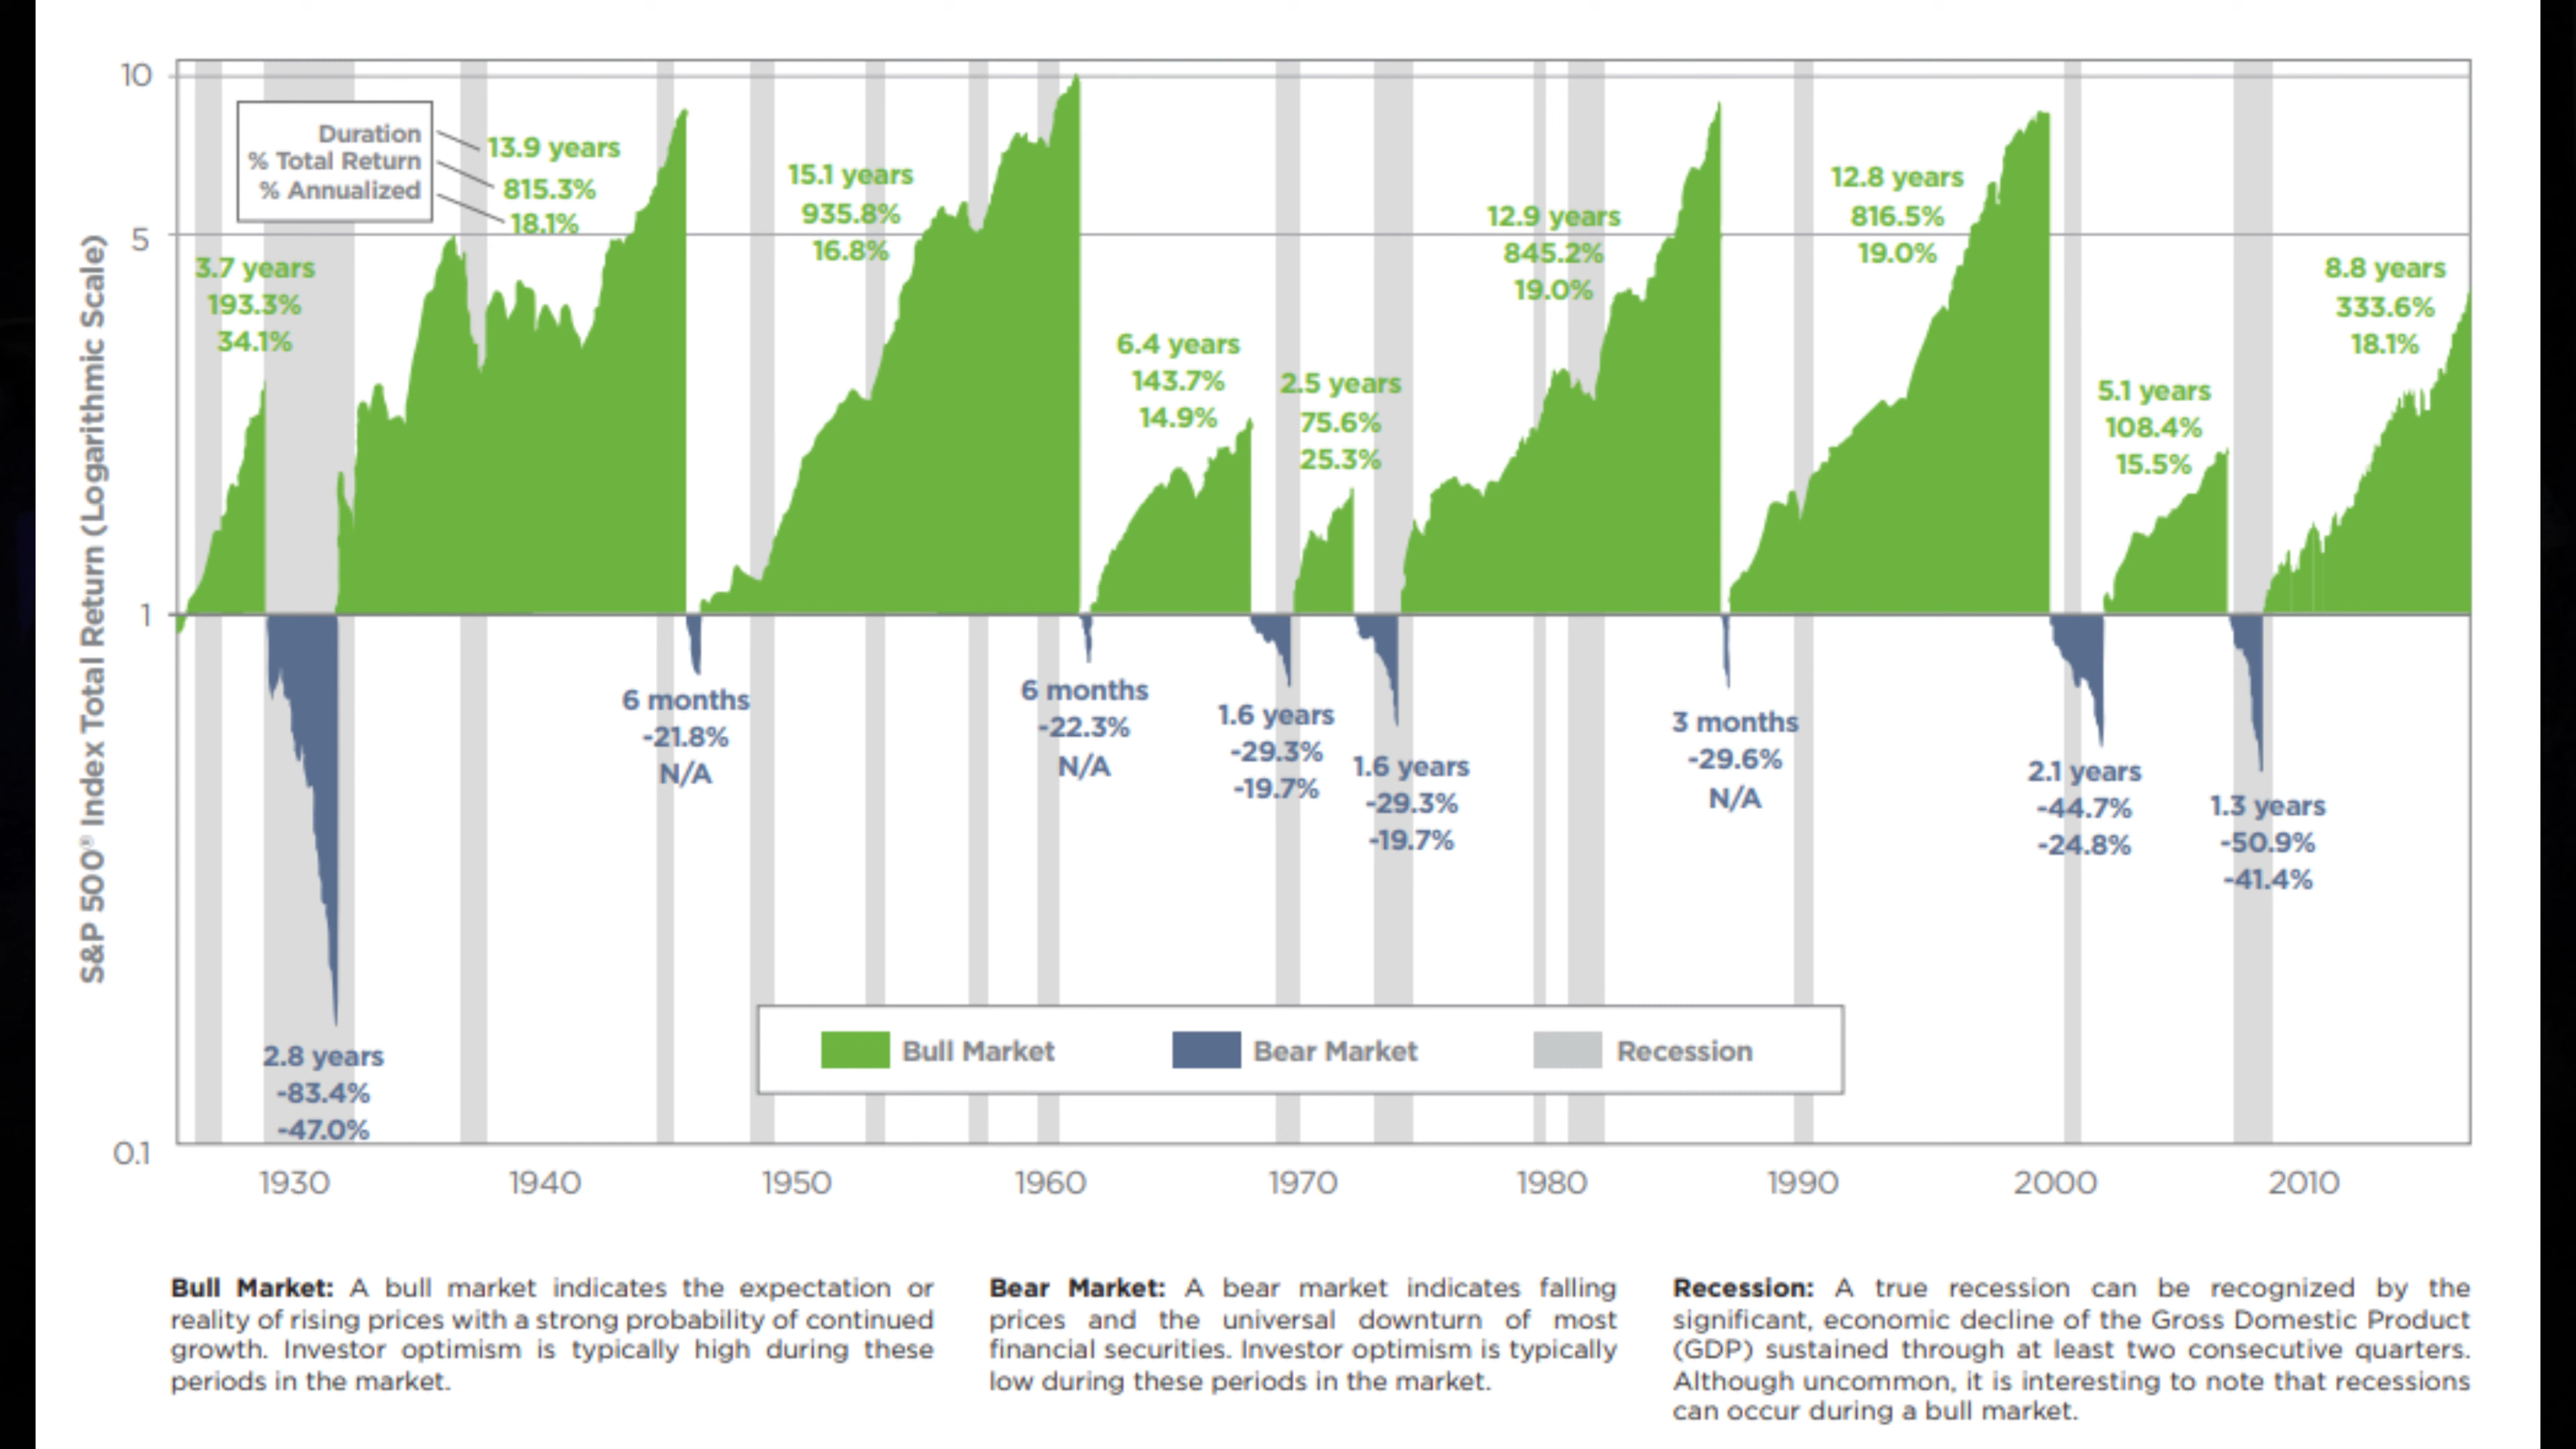 10
5
1
0.1
S&P 500® Index Total Return (Logarithmic Scale)
Duration
% Total Return
% Annualized
3.7 years
193.3%
34.1%
13.9 years
815.3%
18.1%
15.1 years
935.8%
16.8%
6.4 years
143.7%
14.9%
2.5 years
75.6%
25.3%
12.9 years
845.2%
19.0%
12.8 years
816.5%
19.0%
5.1 years
108.4%
15.5%
8.8 years
333.6%
18.1%
2.8 years
-83.4%
-47.0%
6 months
-21.8%
N/A
6 months
-22.3%
N/A
1.6 years
-29.3%
-19.7%
1.6 years
-29.3%
-19.7%
3 months
-29.6%
N/A
2.1 years
-44.7%
-24.8%
1.3 years
-50.9%
-41.4%
Bull Market
Bear Market
Recession
1930
1940
1950
1960
1970
1980
1990
2000
2010
Bull Market: A bull market indicates the expectation or
reality of rising prices with a strong probability of continued
growth. Investor optimism is typically high during these
periods in the market.
Bear Market: A bear market indicates falling
prices and the universal downturn of most
financial securities. Investor optimism is typically
low during these periods in the market.
Recession: A true recession can be recognized by the
significant, economic decline of the Gross Domestic Product
(GDP) sustained through at least two consecutive quarters.
Although uncommon, it is interesting to note that recessions
can occur during a bull market.